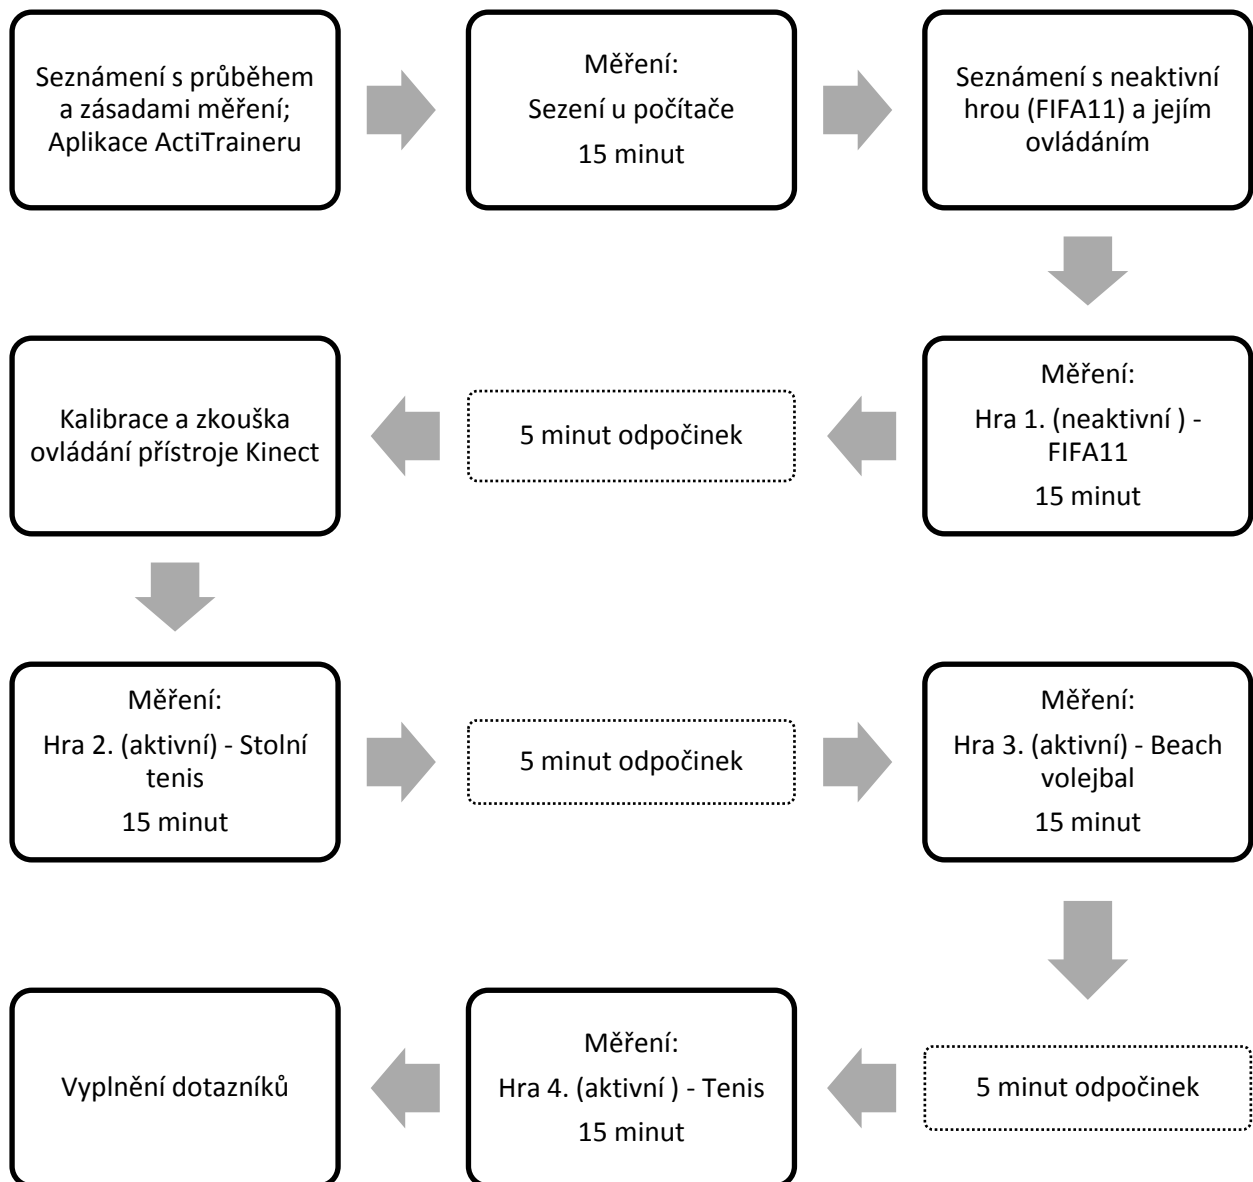 Seznámení s průběhem
a zásadami měření;
Aplikace ActiTraineru
Měření:
Sezení u počítače
15 minut
Seznámení s neaktivní
hrou (FIFA11) a jejím
ovládáním
Měření:
Hra 1. (neaktivní ) -
FIFA11
15 minut
5 minut odpočinek
Kalibrace a zkouška
ovládání přístroje Kinect
Měření:
Hra 2. (aktivní) - Stolní
tenis
15 minut
5 minut odpočinek
Měření:
Hra 3. (aktivní) - Beach
volejbal
15 minut
5 minut odpočinek
Měření:
Hra 4. (aktivní ) - Tenis
15 minut
Vyplnění dotazníků